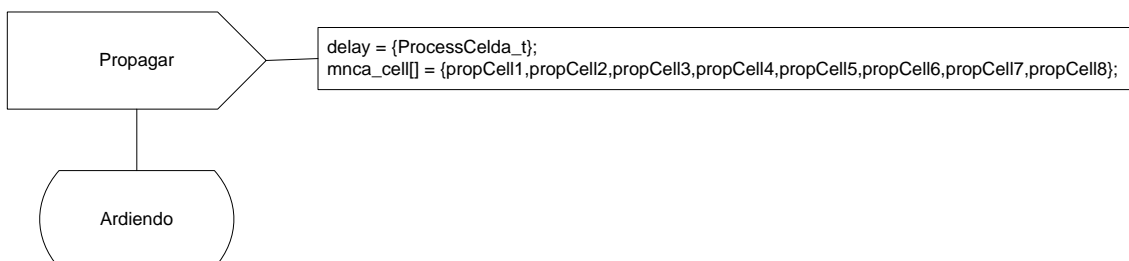 Propagar
delay = {ProcessCelda_t};
mnca_cell[] = {propCell1,propCell2,propCell3,propCell4,propCell5,propCell6,propCell7,propCell8};
Ardiendo